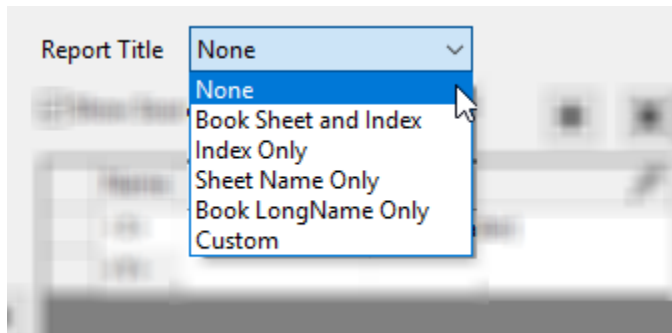 Report Title None
None
Book Sheet and Index
Index Only
Sheet Name Only
Book LongName Only
Custom